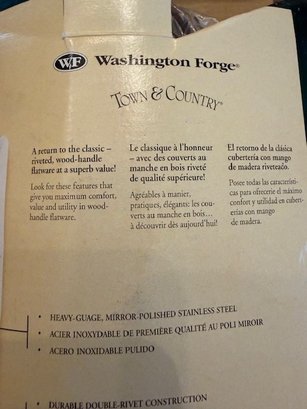 WF Washington Forge®
TOWN & COUNTRY™
A return to the classic –
riveted, wood-handle
flatware at a superb value!
Look for these features that
give you maximum comfort,
value and utility in wood-
handle flatware.
Le classique à l'honneur
– avec des couverts au
manche en bois riveté
de qualité supérieure!
Agréables à manier,
pratiques, élégants: les cou-
verts au manche en bois...
à découvrir dès aujourd'hui!
El retorno de la clásica
cubertería con mango
de madera riveteaño.
Posee todas las característi-
cas para ofrecerle el máximo
confort y utilidad en cubert-
erías con mango
de madera.
• HEAVY-GUAGE, MIRROR-POLISHED STAINLESS STEEL
• ACIER INOXYDABLE DE PREMIÈRE QUALITÉ AU POLI MIROIR
• ACERO INOXIDABLE PULIDO
• DURABLE DOUBLE-RIVET CONSTRUCTION